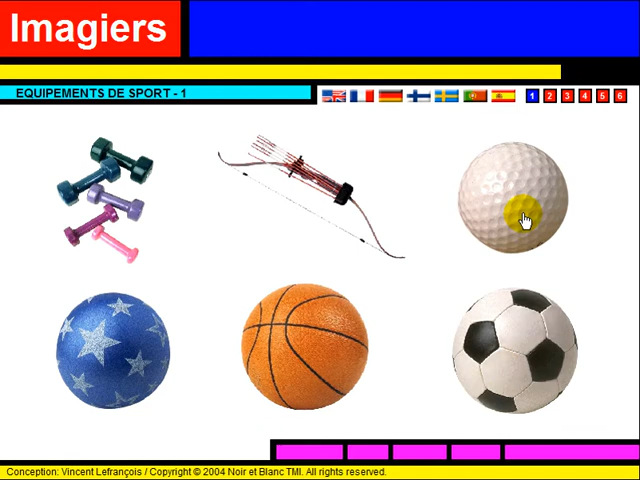 Imagiers
EQUIPEMENTS DE SPORT - 1
1 2 3 4 5 6
Conception: Vincent Lefrançois / Copyright © 2004 Noir et Blanc TMI. All rights reserved.